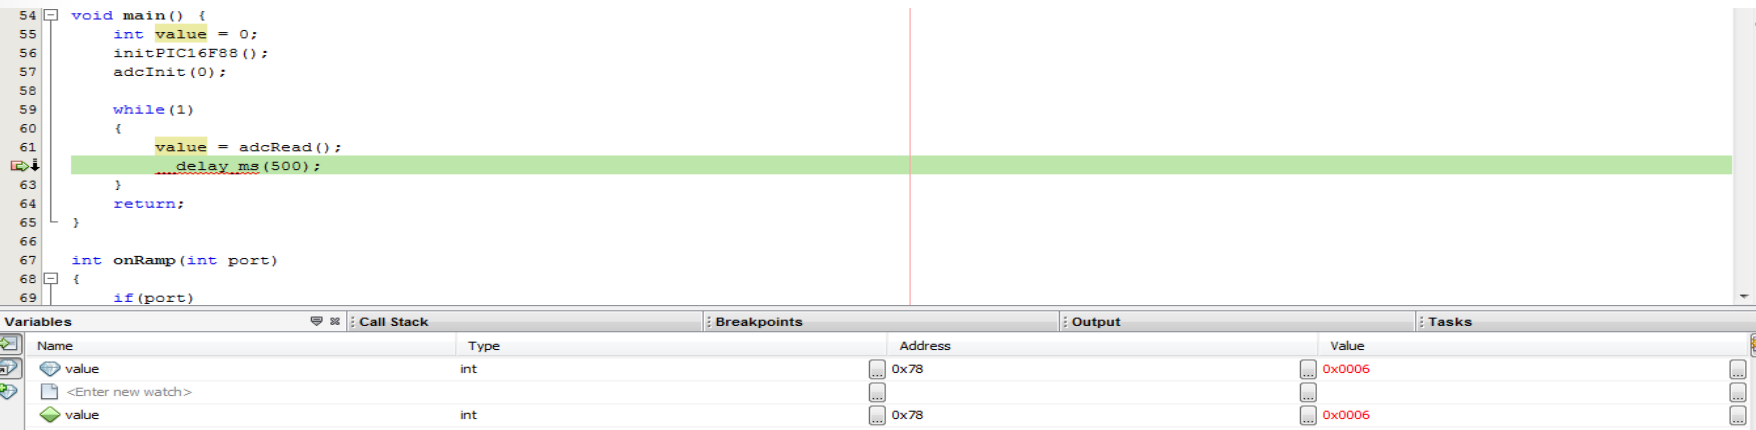 54 void main() {
55 int value = 0;
56 initPIC16F88();
57 adcInit(0);
58
59 while(1)
60 {
61 value = adcRead();
__delay_ms(500);
63 }
64 return;
65 }
66
67 int onRamp(int port)
68 {
69 if(port)
Variables Call Stack Breakpoints Output Tasks
Name Type Address Value
value int ... 0x78 ... 0x0006 ...
<Enter new watch> ... ... ...
value int ... 0x78 ... 0x0006 ...